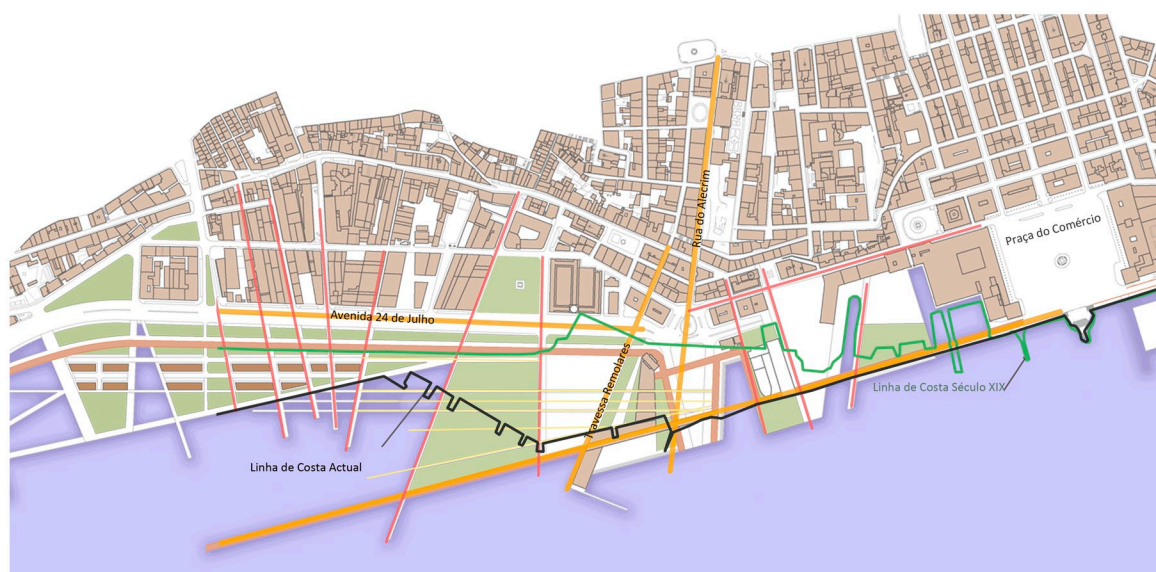 Rua do Alecrim
Praça do Comércio
Avenida 24 de Julho
Travessa Remolares
Linha de Costa Século XIX
Linha de Costa Actual